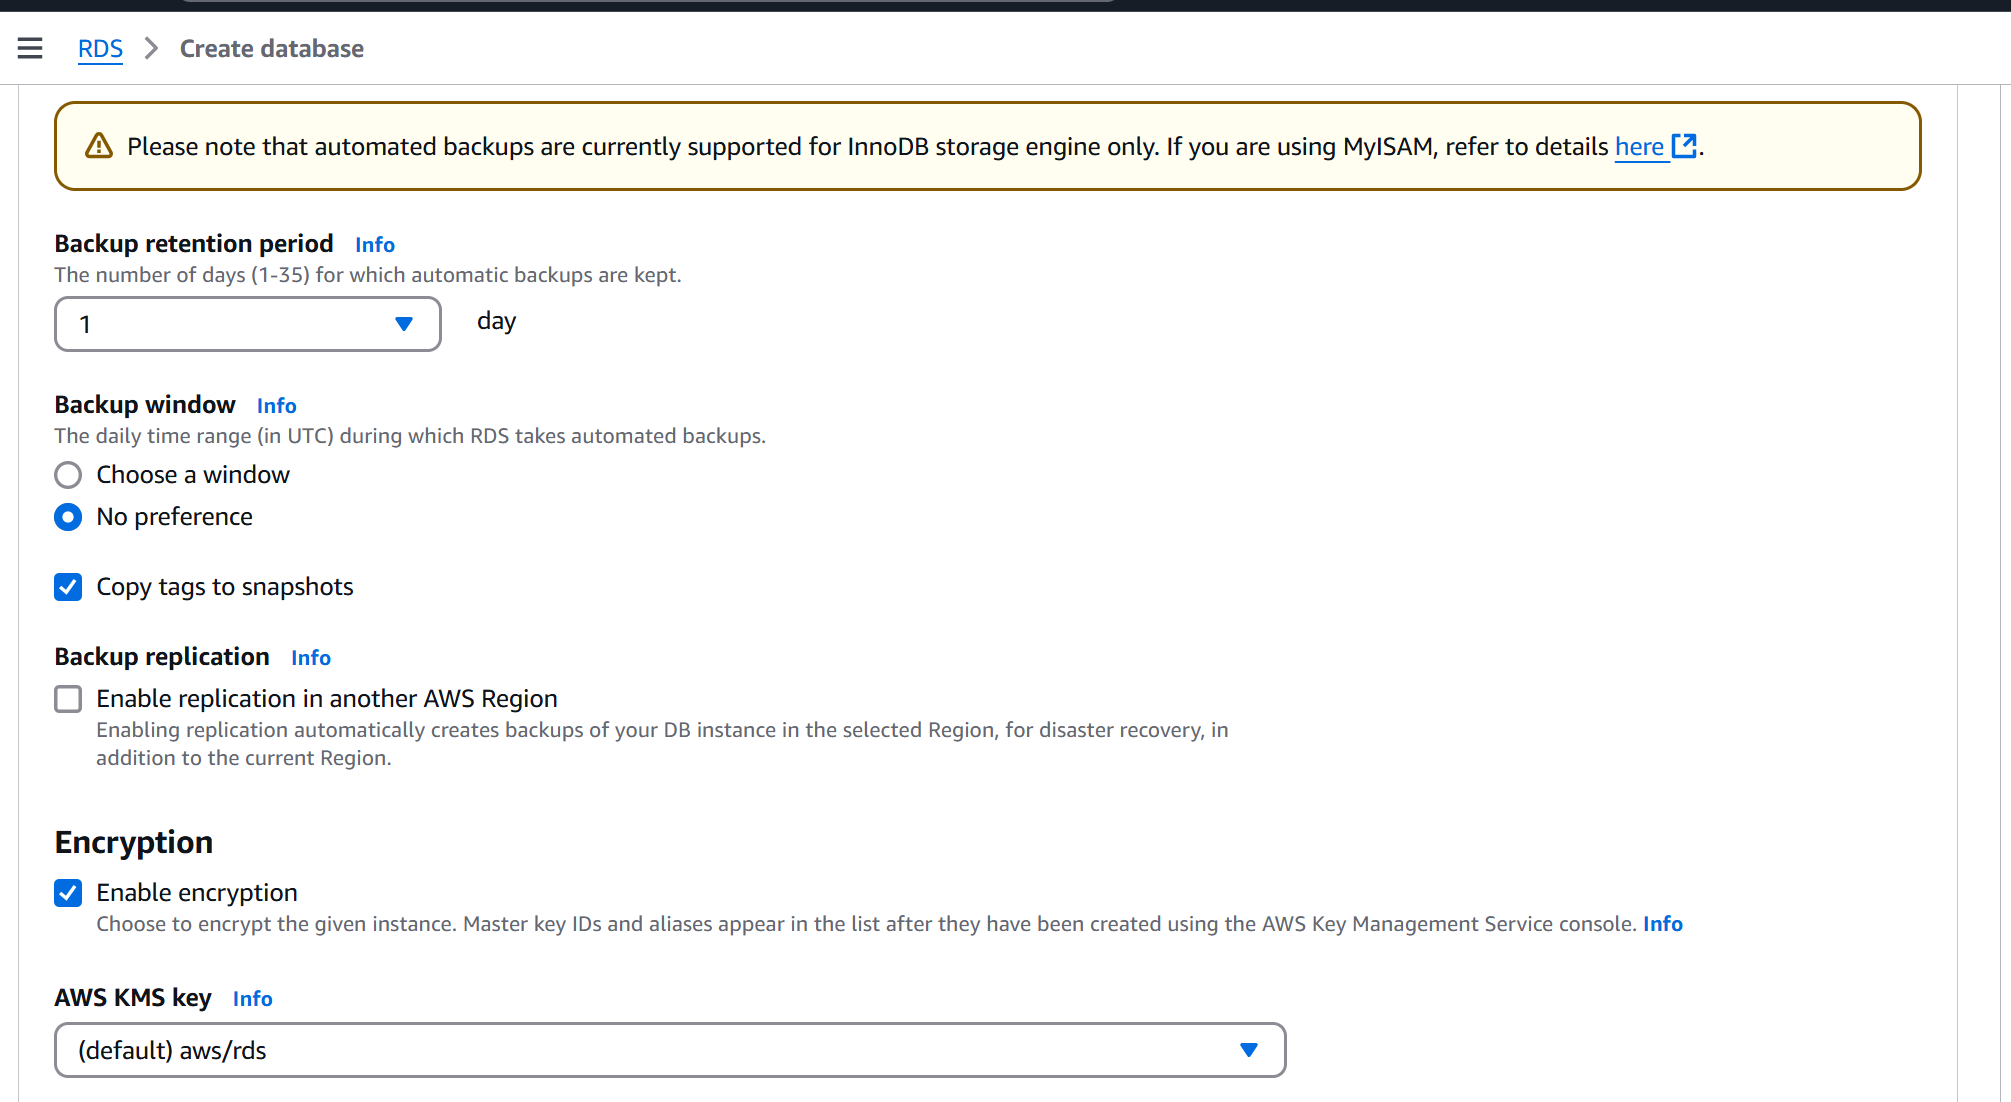 RDS > Create database
Please note that automated backups are currently supported for InnoDB storage engine only. If you are using MyISAM, refer to details here.
Backup retention period Info
The number of days (1-35) for which automatic backups are kept.
1 day
Backup window Info
The daily time range (in UTC) during which RDS takes automated backups.
Choose a window
No preference
Copy tags to snapshots
Backup replication Info
Enable replication in another AWS Region
Enabling replication automatically creates backups of your DB instance in the selected Region, for disaster recovery, in
addition to the current Region.
Encryption
Enable encryption
Choose to encrypt the given instance. Master key IDs and aliases appear in the list after they have been created using the AWS Key Management Service console. Info
AWS KMS key Info
(default) aws/rds